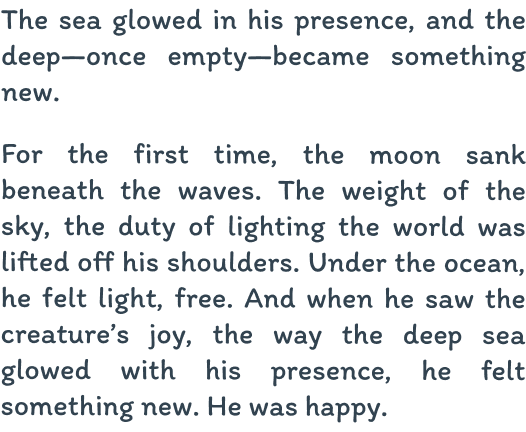 The sea glowed in his presence, and the
deep—once empty—became something
new.
For the first time, the moon sank
beneath the waves. The weight of the
sky, the duty of lighting the world was
lifted off his shoulders. Under the ocean,
he felt light, free. And when he saw the
creature’s joy, the way the deep sea
glowed with his presence, he felt
something new. He was happy.